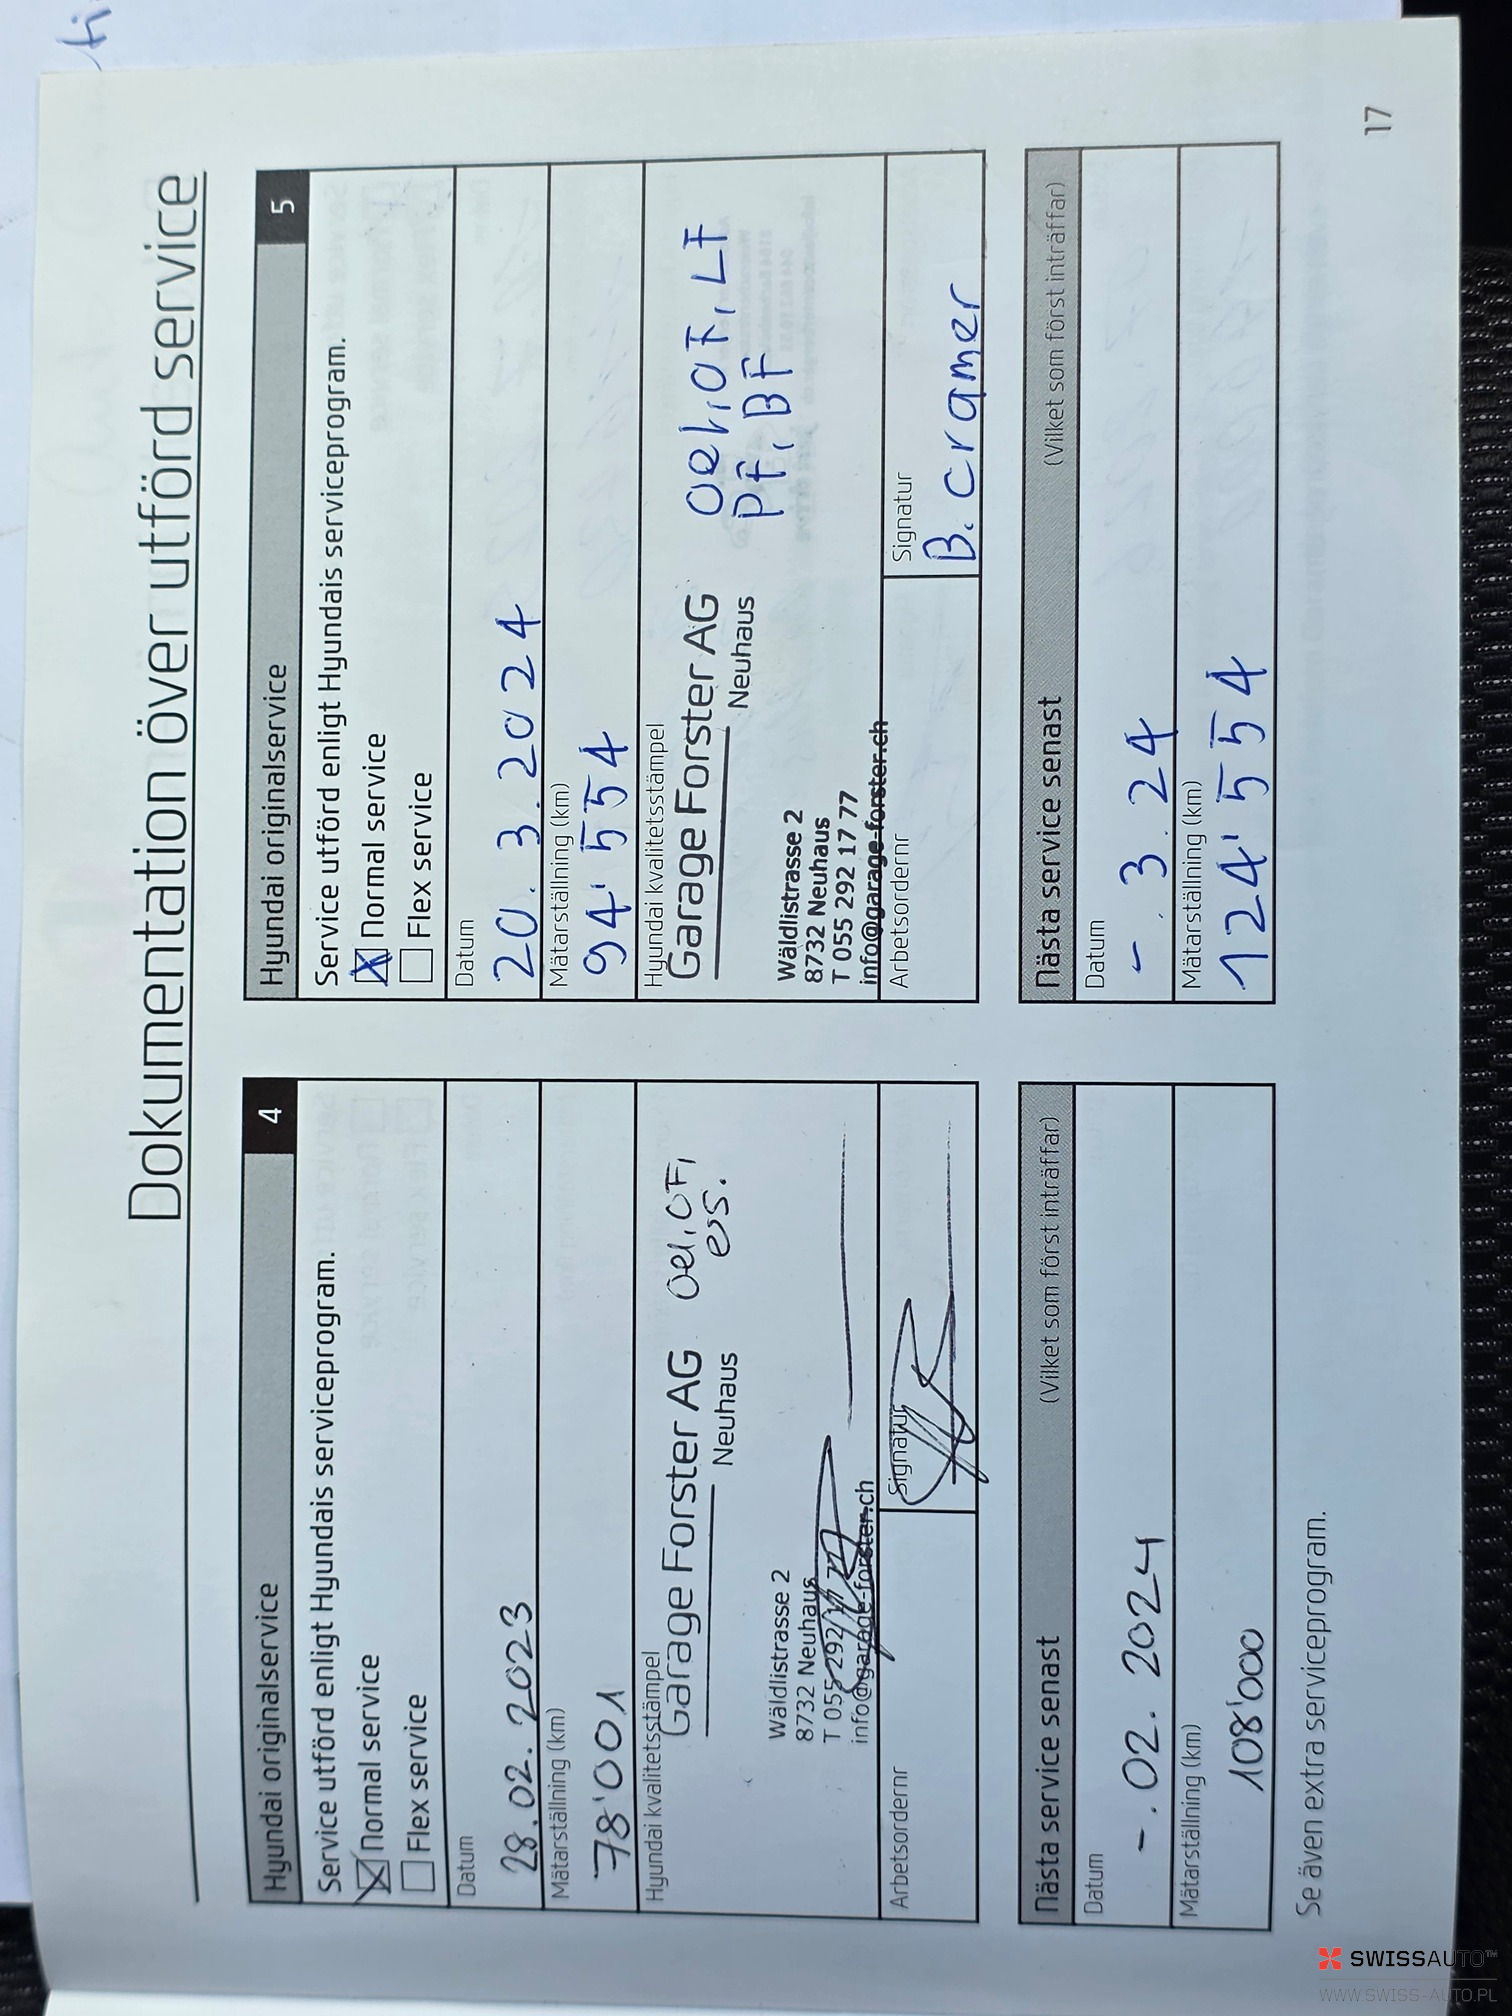 Dokumentation över utförd service
Hyundai originalservice 4
Service utförd enligt Hyundais serviceprogram.
Normal service
Flex service
Datum
28.02.2023
Mätarställning (km)
78'001
Hyundai kvalitetsstämpel
Garage Forster AG
Neuhaus
Oel, OF,
Wäldlistrasse 2
8732 Neuhaus
T 055 292 17 77
info@garage-forster.ch
Arbetsordernr
Signatur
Nästa service senast (Vilket som först inträffar)
Datum
-.02.2024
Mätarställning (km)
108'000
Se även extra serviceprogram.
Hyundai originalservice 5
Service utförd enligt Hyundais serviceprogram.
Normal service
Flex service
Datum
20.3.2024
Mätarställning (km)
94'554
Hyundai kvalitetsstämpel
Garage Forster AG
Neuhaus
Oel, OF, LF
PF, BF
Wäldlistrasse 2
8732 Neuhaus
T 055 292 17 77
info@garage-forster.ch
Arbetsordernr
Signatur
B. Cramer
Nästa service senast (Vilket som först inträffar)
Datum
-.3.24
Mätarställning (km)
124'554
17
SWISSAUTO™
WWW.SWISS-AUTO.PL